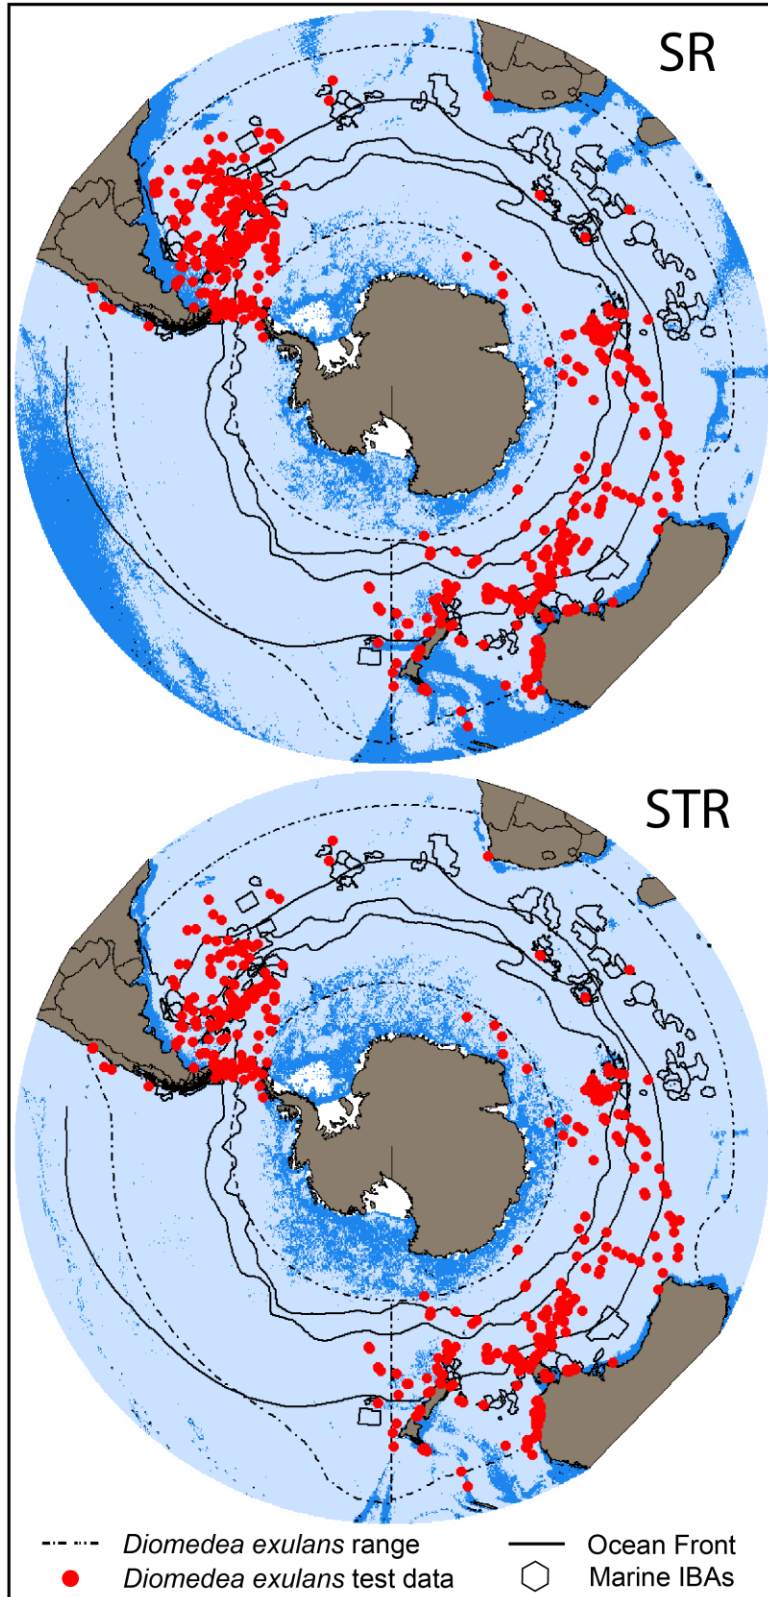 SR
STR
Diomedea exulans range
Ocean Front
Diomedea exulans test data
Marine IBAs